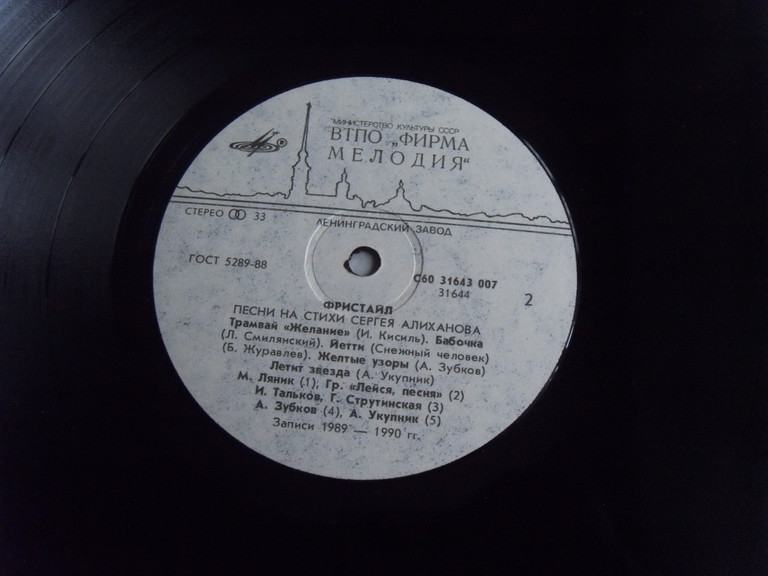 "МИНИСТЕРСТВО КУЛЬТУРЫ СССР
ВТПО „ФИРМА
МЕЛОДИЯ"
®
СТЕРЕО 33
ЛЕНИНГРАДСКИЙ ЗАВОД
ГОСТ 5289-88
С60 31643 007
31644
2
ФРИСТАЙЛ
ПЕСНИ НА СТИХИ СЕРГЕЯ АЛИХАНОВА
Трамвай «Желание» (И. Кисиль). Бабочка
(Л. Смилянский). Йетти (Снежный человек)
(Б. Журавлев). Желтые узоры (А. Зубков)
Летит звезда (А. Укупник)
М. Ляник (1), Гр. «Лейся, песня» (2)
И. Тальков, Г. Струтинская (3)
А. Зубков (4), А. Укупник (5)
Записи 1989 — 1990 гг.